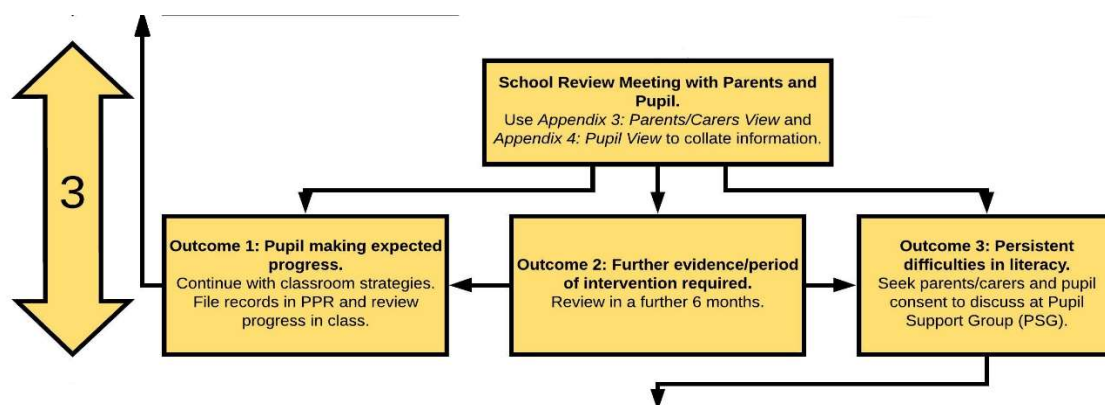 School Review Meeting with Parents and
Pupil.
Use Appendix 3: Parents/Carers View and
Appendix 4: Pupil View to collate information.
3
Outcome 1: Pupil making expected
progress.
Continue with classroom strategies.
File records in PPR and review
progress in class.
Outcome 2: Further evidence/period
of intervention required.
Review in a further 6 months.
Outcome 3: Persistent
difficulties in literacy.
Seek parents/carers and pupil
consent to discuss at Pupil
Support Group (PSG).